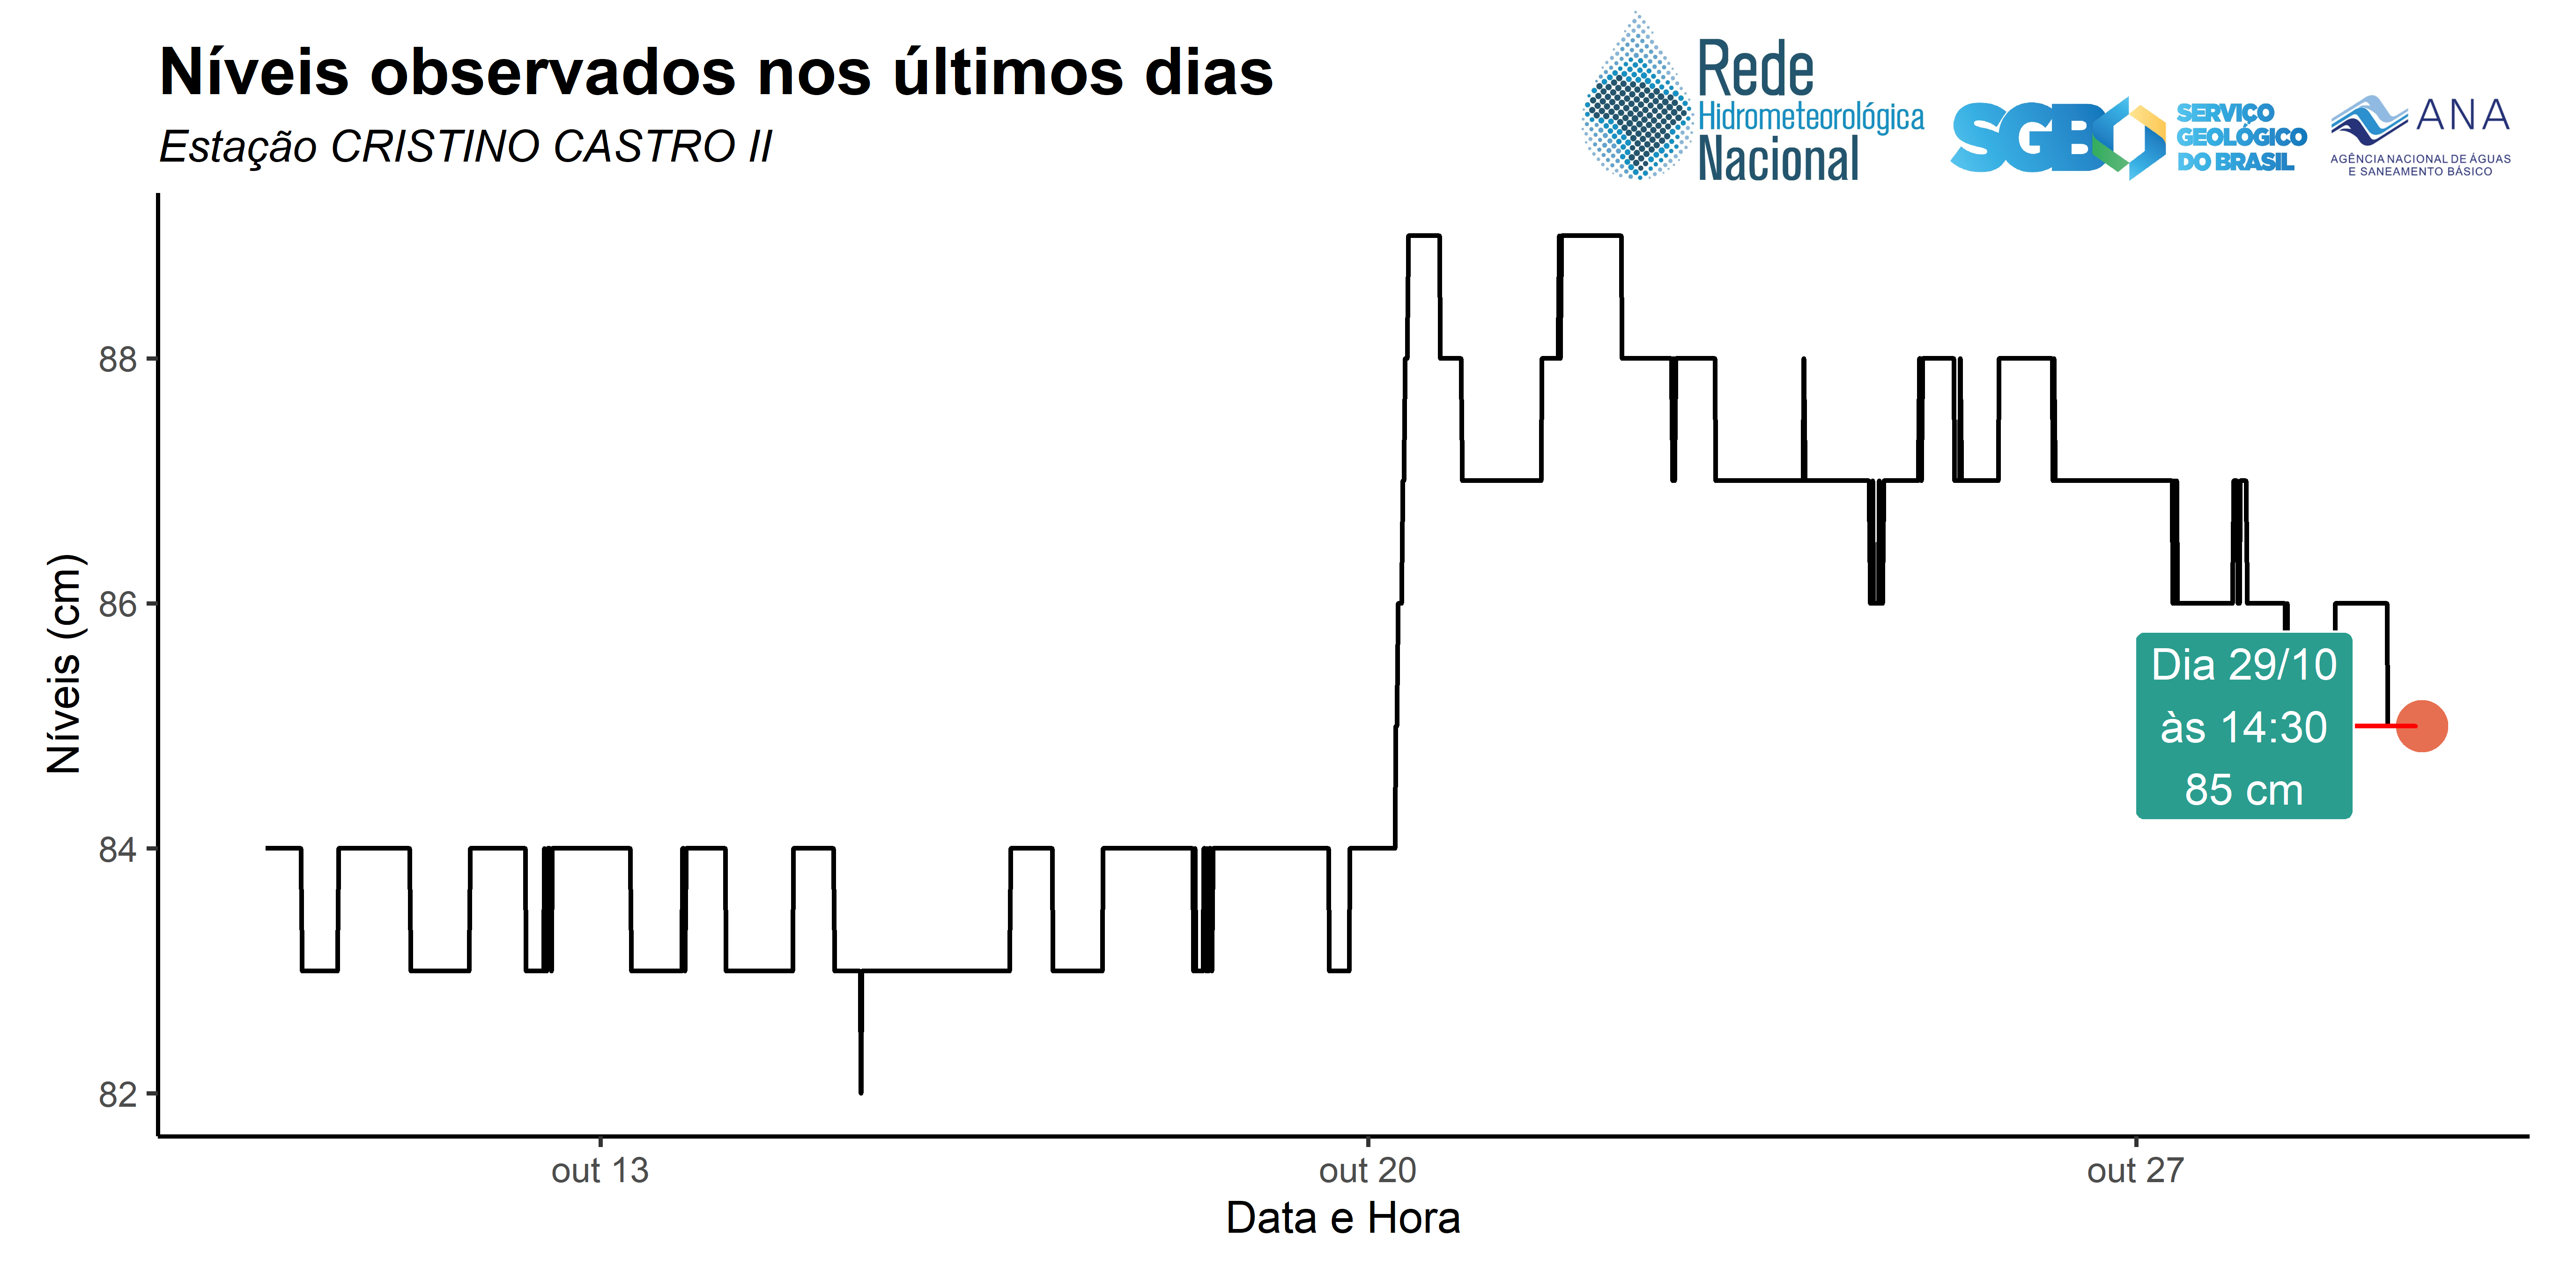 Níveis observados nos últimos dias
Estação CRISTINO CASTRO II
Rede
Hidrometeorológica
Nacional
SGB
SERVIÇO
GEOLÓGICO
DO BRASIL
ANA
AGÊNCIA NACIONAL DE ÁGUAS
E SANEAMENTO BÁSICO
Níveis (cm)
88
86
84
82
Dia 29/10
às 14:30
85 cm
out 13
out 20
out 27
Data e Hora